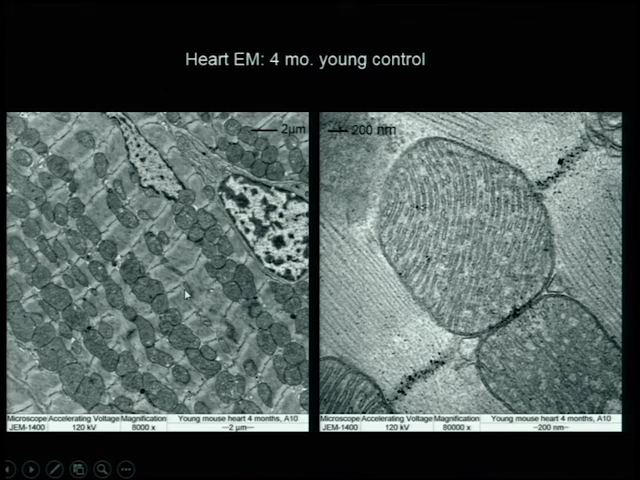 Heart EM: 4 mo. young control
2µm
200 nm
Microscope Accelerating Voltage Magnification Young mouse heart 4 months, A10
JEM-1400 120 kV 8000 x —2 µm—
Microscope Accelerating Voltage Magnification Young mouse heart 4 months, A10
JEM-1400 120 kV 80000 x —200 nm—